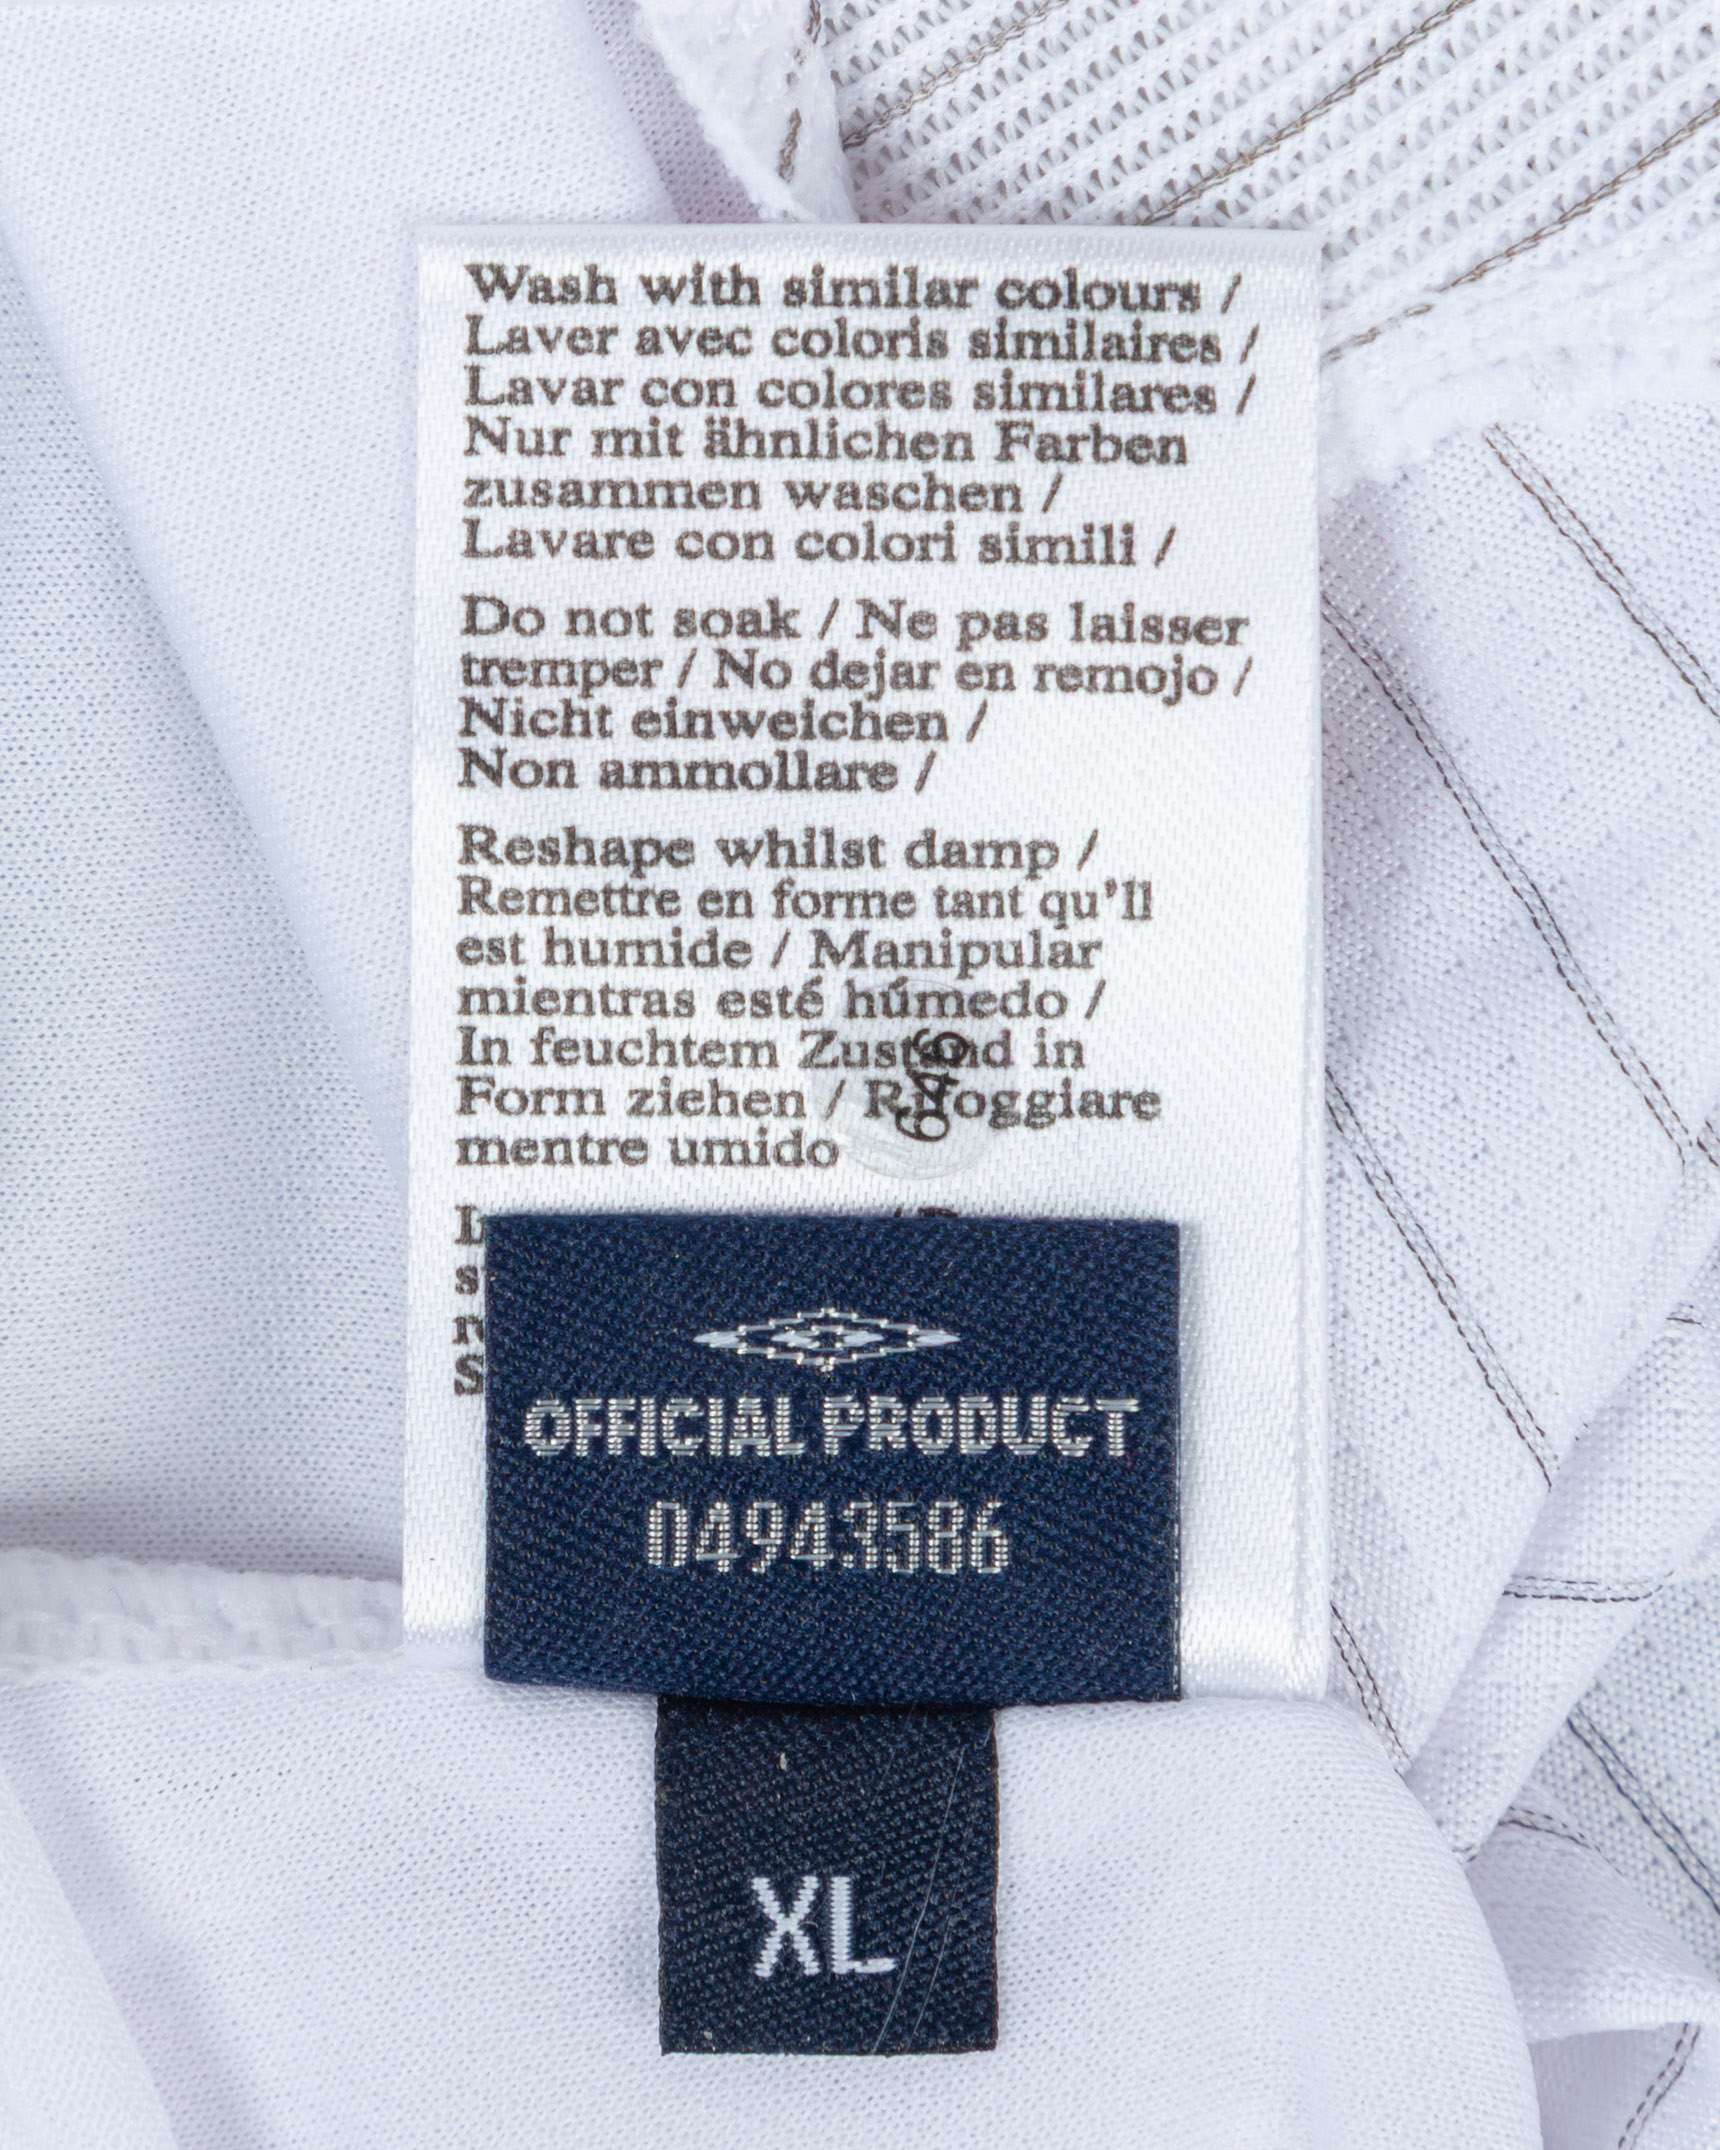 Wash with similar colours /
Laver avec coloris similaires /
Lavar con colores similares /
Nur mit ähnlichen Farben
zusammen waschen /
Lavare con colori simili /
Do not soak / Ne pas laisser
tremper / No dejar en remojo /
Nicht einweichen /
Non ammollare /
Reshape whilst damp /
Remettre en forme tant qu'il
est humide / Manipular
mientras esté húmedo /
In feuchtem Zustand in
Form ziehen / Rifoggiare
mentre umido
646
OFFICIAL PRODUCT
04943586
XL